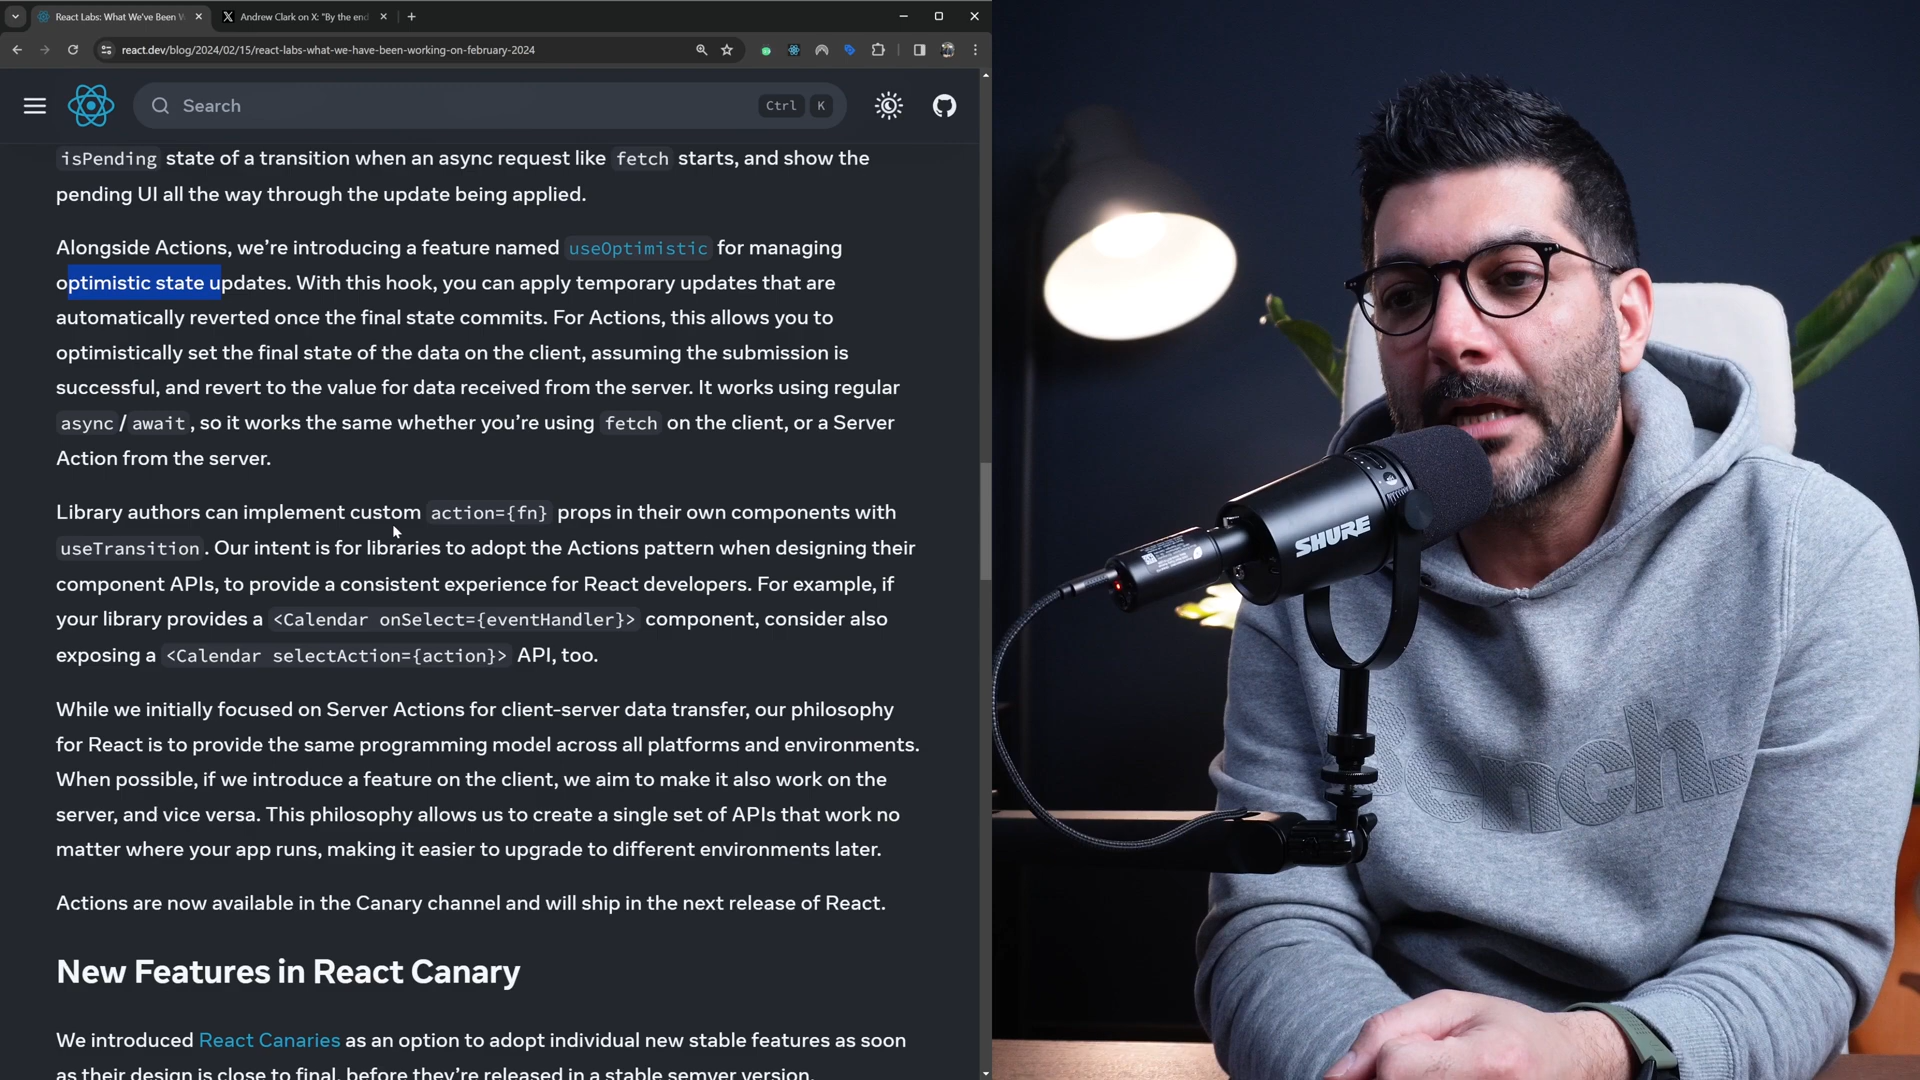 React Labs: What We've Been W
Andrew Clark on X: "By the end
react.dev/blog/2024/02/15/react-labs-what-we-have-been-working-on-february-2024
Search
Ctrl K
isPending state of a transition when an async request like fetch starts, and show the
pending UI all the way through the update being applied.
Alongside Actions, we’re introducing a feature named useOptimistic for managing
optimistic state updates. With this hook, you can apply temporary updates that are
automatically reverted once the final state commits. For Actions, this allows you to
optimistically set the final state of the data on the client, assuming the submission is
successful, and revert to the value for data received from the server. It works using regular
async/await, so it works the same whether you’re using fetch on the client, or a Server
Action from the server.
Library authors can implement custom action={fn} props in their own components with
useTransition. Our intent is for libraries to adopt the Actions pattern when designing their
component APIs, to provide a consistent experience for React developers. For example, if
your library provides a <Calendar onSelect={eventHandler}> component, consider also
exposing a <Calendar selectAction={action}> API, too.
While we initially focused on Server Actions for client-server data transfer, our philosophy
for React is to provide the same programming model across all platforms and environments.
When possible, if we introduce a feature on the client, we aim to make it also work on the
server, and vice versa. This philosophy allows us to create a single set of APIs that work no
matter where your app runs, making it easier to upgrade to different environments later.
Actions are now available in the Canary channel and will ship in the next release of React.
New Features in React Canary
We introduced React Canaries as an option to adopt individual new stable features as soon
as their design is close to final, before they’re released in a stable semver version.
SHURE
Bench.